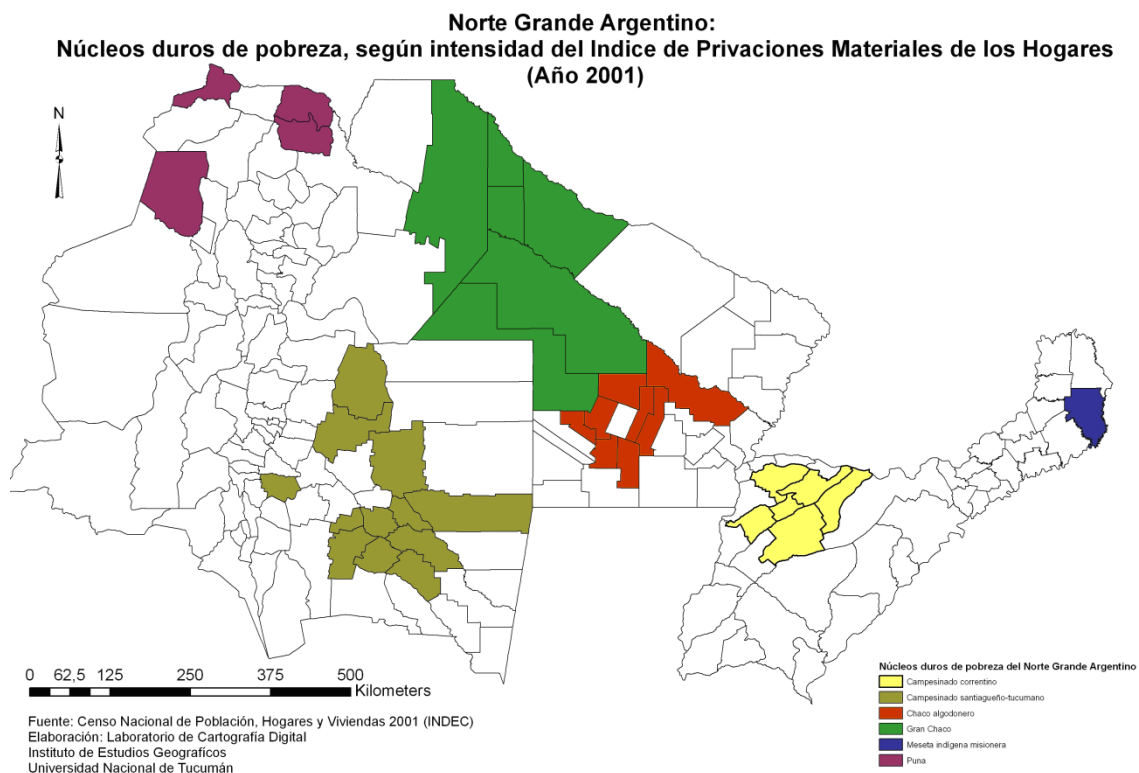 Norte Grande Argentino:
Núcleos duros de pobreza, según intensidad del Indice de Privaciones Materiales de los Hogares
(Año 2001)
N
0 62,5 125 250 375 500
Kilometers
Fuente: Censo Nacional de Población, Hogares y Viviendas 2001 (INDEC)
Elaboración: Laboratorio de Cartografía Digital
Instituto de Estudios Geografícos
Universidad Nacional de Tucumán
Núcleos duros de pobreza del Norte Grande Argentino
Campesinado correntino
Campesinado santiagueño-tucumano
Chaco algodonero
Gran Chaco
Meseta indígena misionera
Puna